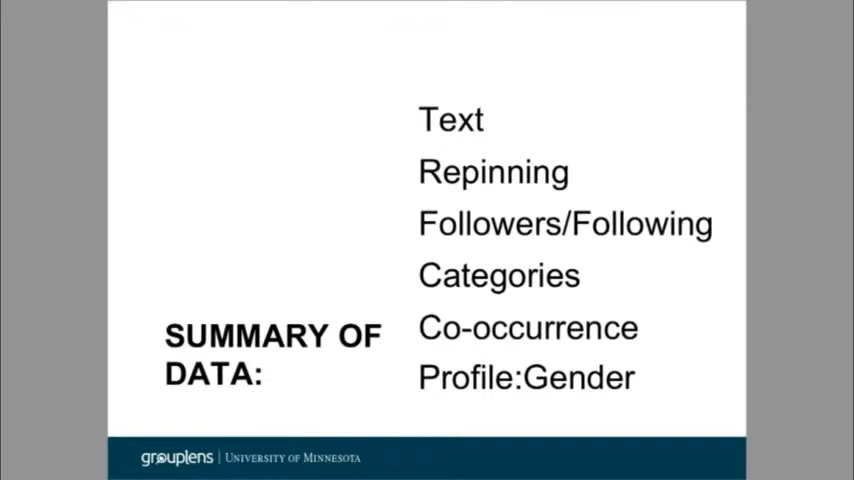 SUMMARY OF
DATA:
Text
Repinning
Followers/Following
Categories
Co-occurrence
Profile:Gender
grouplens | UNIVERSITY OF MINNESOTA